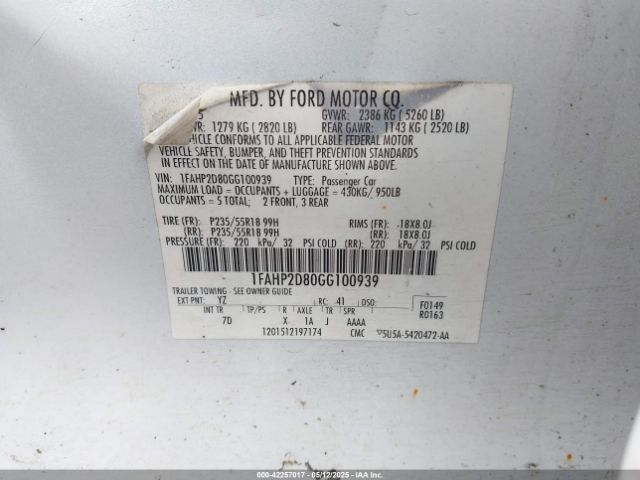 MFD. BY FORD MOTOR CO.
5 GVWR: 2386 KG ( 5260 LB)
WR: 1279 KG ( 2820 LB) REAR GAWR: 1143 KG ( 2520 LB)
VEHICLE CONFORMS TO ALL APPLICABLE FEDERAL MOTOR
VEHICLE SAFETY, BUMPER, AND THEFT PREVENTION STANDARDS
IN EFFECT ON THE DATE OF MANUFACTURE SHOWN ABOVE.
VIN: 1FAHP2D80GG100939 TYPE: Passenger Car
MAXIMUM LOAD = OCCUPANTS + LUGGAGE = 430KG/ 950LB
OCCUPANTS = 5 TOTAL; 2 FRONT, 3 REAR
TIRE (FR): P235/55R18 99H RIMS (FR): 18X8.0J
(RR): P235/55R18 99H (RR): 18X8.0J
PRESSURE (FR): 220 kPa/ 32 PSI COLD (RR): 220 kPa/ 32 PSI COLD
1FAHP2D80GG100939
TRAILER TOWING - SEE OWNER GUIDE
EXT PNT: YZ RC: 41 DSO: F0149
INT TR TP/PS R AXLE TR SPR R0163
7D X 1A J AAAA
1201512197174 CMC 5U5A-5420472-AA
000-42257017 - 05/12/2025 - IAAI.COM